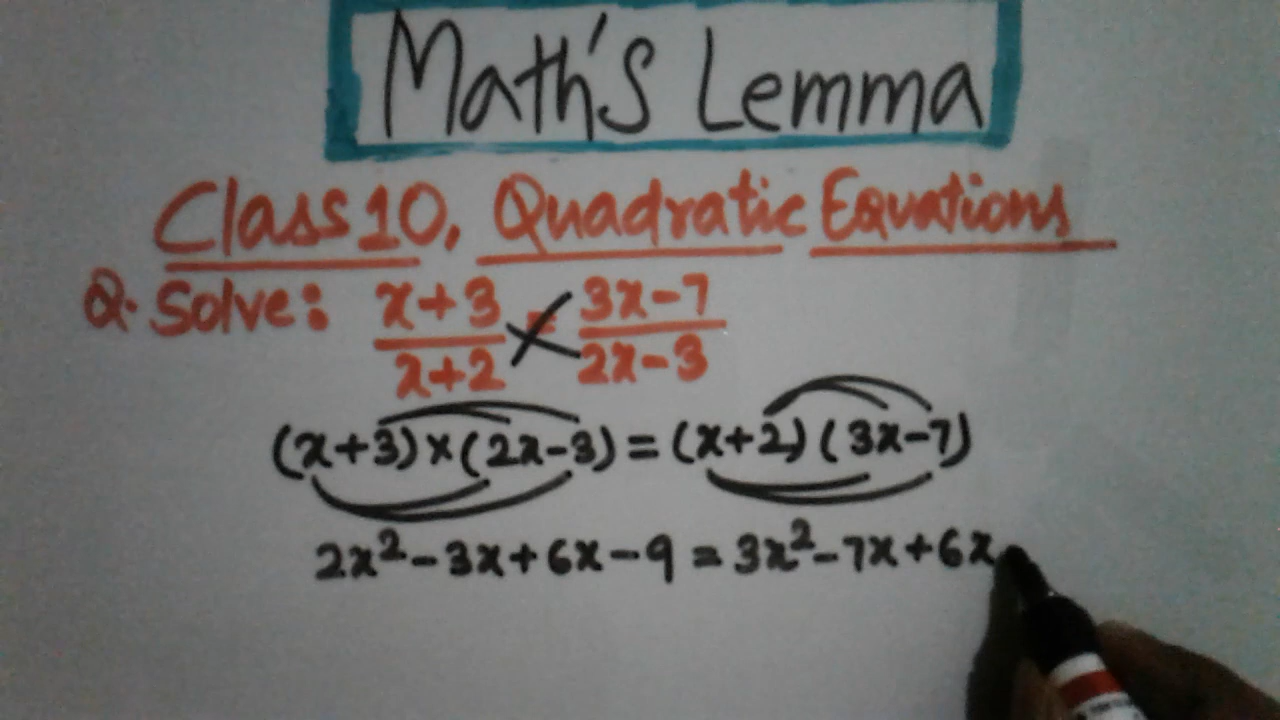 Math's Lemma
Class 10, Quadratic Equations
Q. Solve: (x+3)/(x+2) = (3x-7)/(2x-3)
(x+3)×(2x-3)=(x+2)(3x-7)
2x²-3x+6x-9=3x²-7x+6x